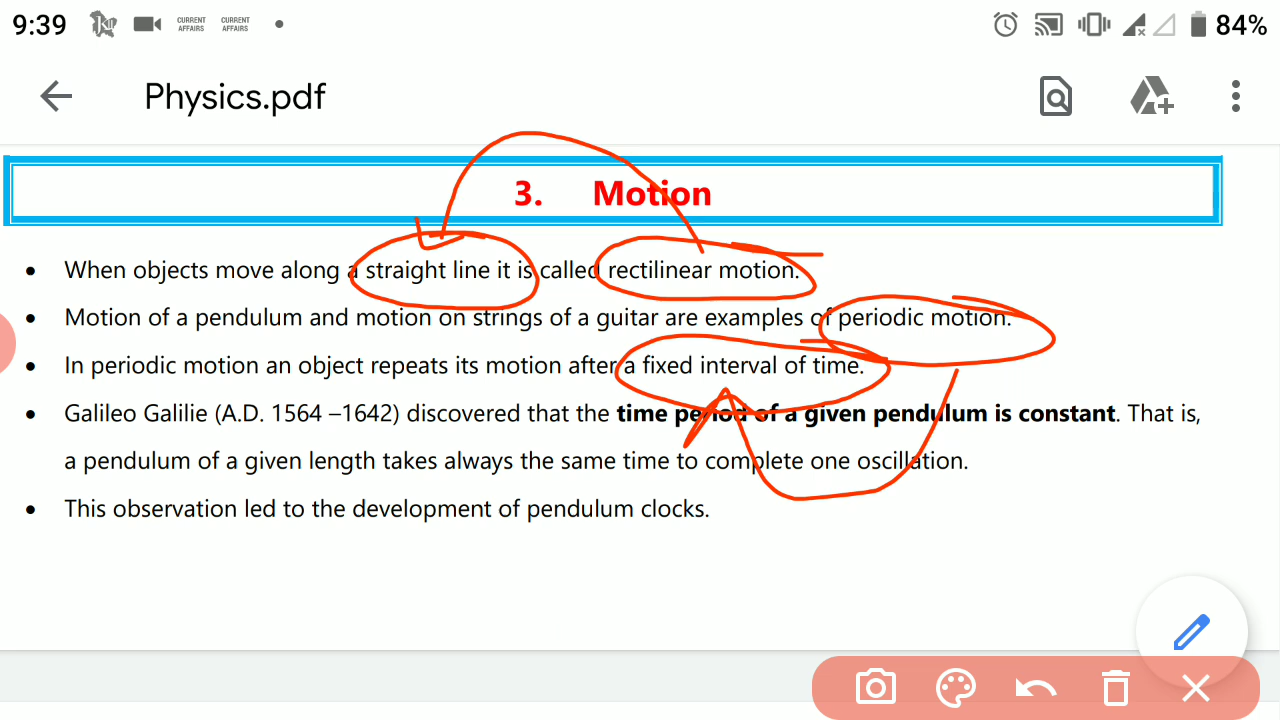 9:39 CURRENT AFFAIRS CURRENT AFFAIRS 84%
Physics.pdf
3. Motion
• When objects move along a straight line it is called rectilinear motion.
• Motion of a pendulum and motion on strings of a guitar are examples of periodic motion.
• In periodic motion an object repeats its motion after a fixed interval of time.
• Galileo Galilie (A.D. 1564 –1642) discovered that the time period of a given pendulum is constant. That is,
a pendulum of a given length takes always the same time to complete one oscillation.
• This observation led to the development of pendulum clocks.